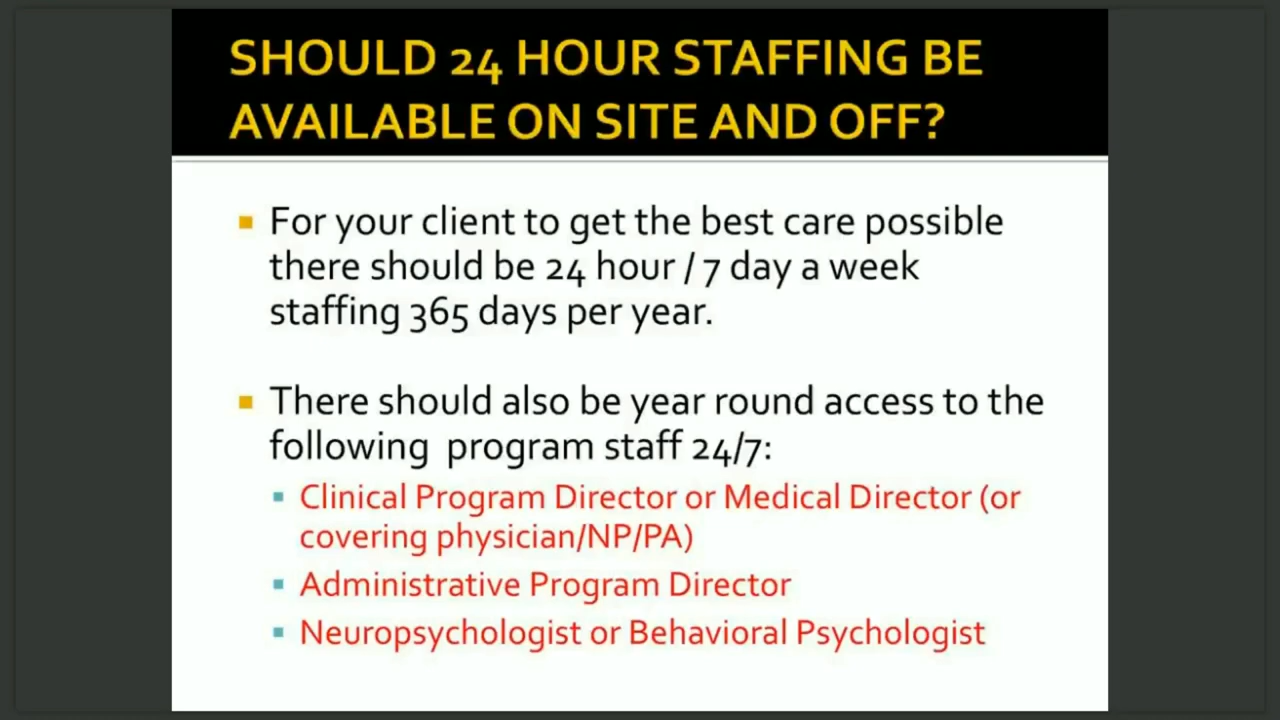 SHOULD 24 HOUR STAFFING BE
AVAILABLE ON SITE AND OFF?
For your client to get the best care possible
there should be 24 hour / 7 day a week
staffing 365 days per year.
There should also be year round access to the
following program staff 24/7:
Clinical Program Director or Medical Director (or
covering physician/NP/PA)
Administrative Program Director
Neuropsychologist or Behavioral Psychologist